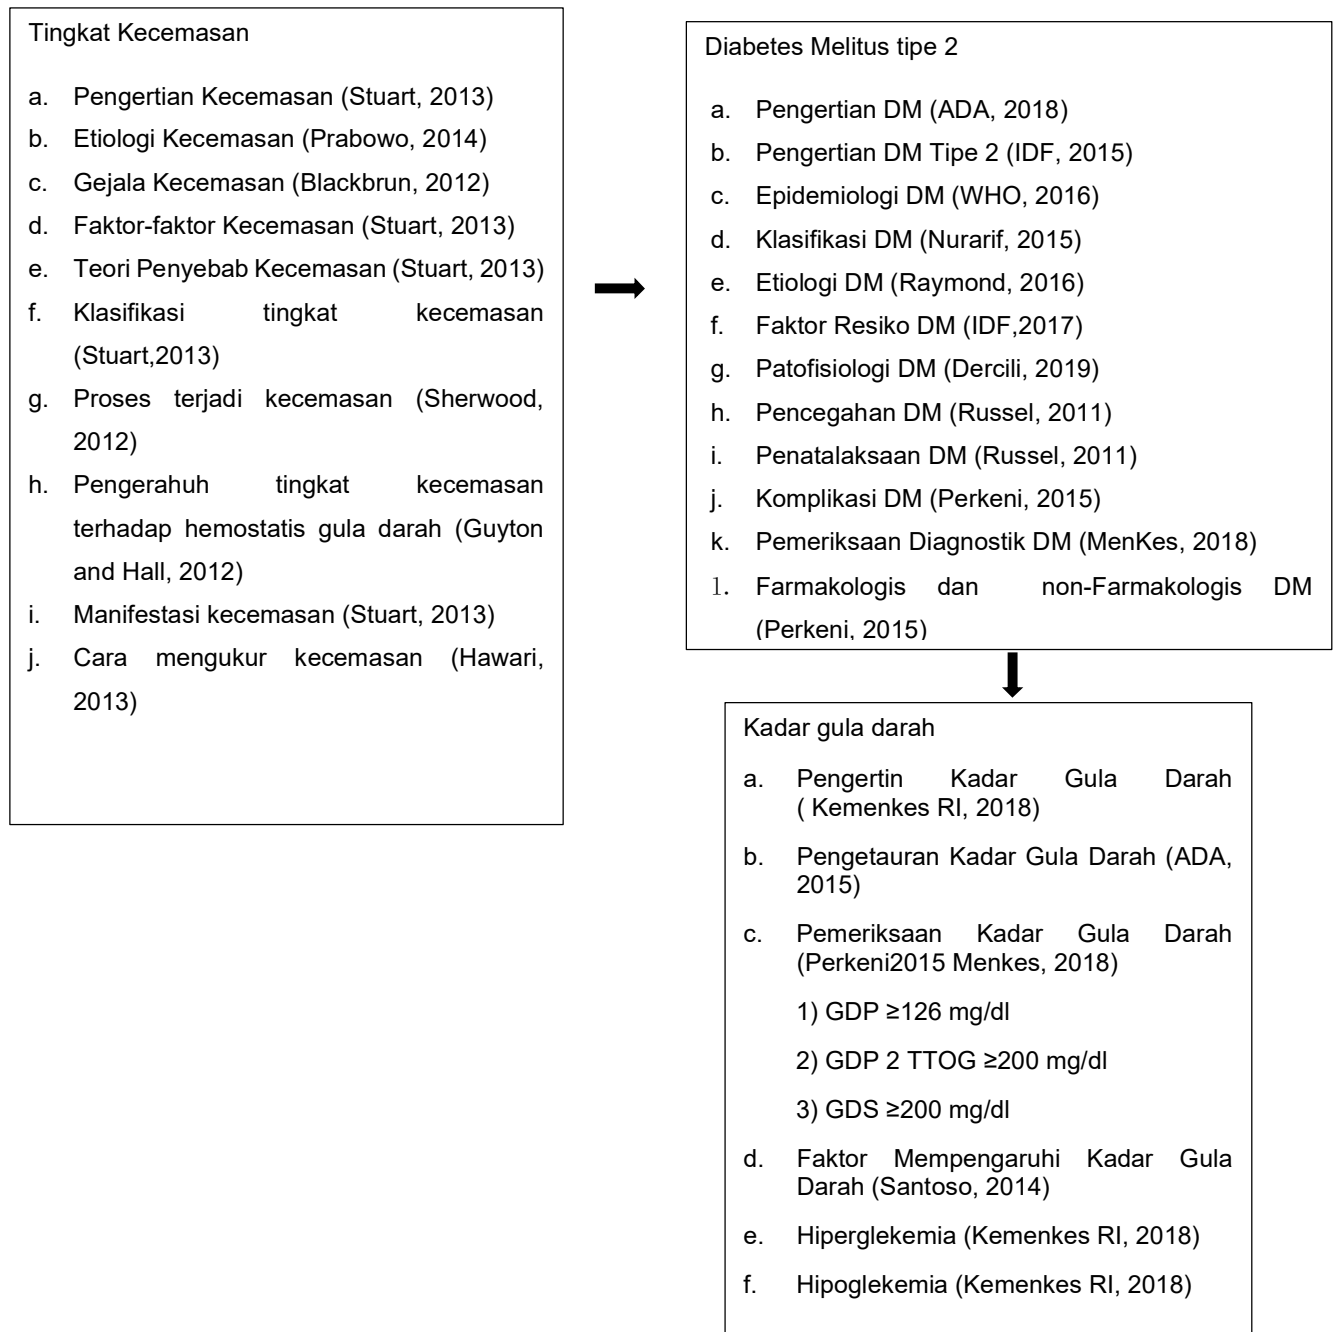 Tingkat Kecemasan
a. Pengertian Kecemasan (Stuart, 2013)
b. Etiologi Kecemasan (Prabowo, 2014)
c. Gejala Kecemasan (Blackbrun, 2012)
d. Faktor-faktor Kecemasan (Stuart, 2013)
e. Teori Penyebab Kecemasan (Stuart, 2013)
f. Klasifikasi tingkat kecemasan
(Stuart,2013)
g. Proses terjadi kecemasan (Sherwood,
2012)
h. Pengerahuh tingkat kecemasan
terhadap hemostatis gula darah (Guyton
and Hall, 2012)
i. Manifestasi kecemasan (Stuart, 2013)
j. Cara mengukur kecemasan (Hawari,
2013)
Diabetes Melitus tipe 2
a. Pengertian DM (ADA, 2018)
b. Pengertian DM Tipe 2 (IDF, 2015)
c. Epidemiologi DM (WHO, 2016)
d. Klasifikasi DM (Nurarif, 2015)
e. Etiologi DM (Raymond, 2016)
f. Faktor Resiko DM (IDF,2017)
g. Patofisiologi DM (Dercili, 2019)
h. Pencegahan DM (Russel, 2011)
i. Penatalaksaan DM (Russel, 2011)
j. Komplikasi DM (Perkeni, 2015)
k. Pemeriksaan Diagnostik DM (MenKes, 2018)
l. Farmakologis dan non-Farmakologis DM
(Perkeni, 2015)
Kadar gula darah
a. Pengertin Kadar Gula Darah
( Kemenkes RI, 2018)
b. Pengetauran Kadar Gula Darah (ADA,
2015)
c. Pemeriksaan Kadar Gula Darah
(Perkeni2015 Menkes, 2018)
1) GDP ≥126 mg/dl
2) GDP 2 TTOG ≥200 mg/dl
3) GDS ≥200 mg/dl
d. Faktor Mempengaruhi Kadar Gula
Darah (Santoso, 2014)
e. Hiperglekemia (Kemenkes RI, 2018)
f. Hipoglekemia (Kemenkes RI, 2018)